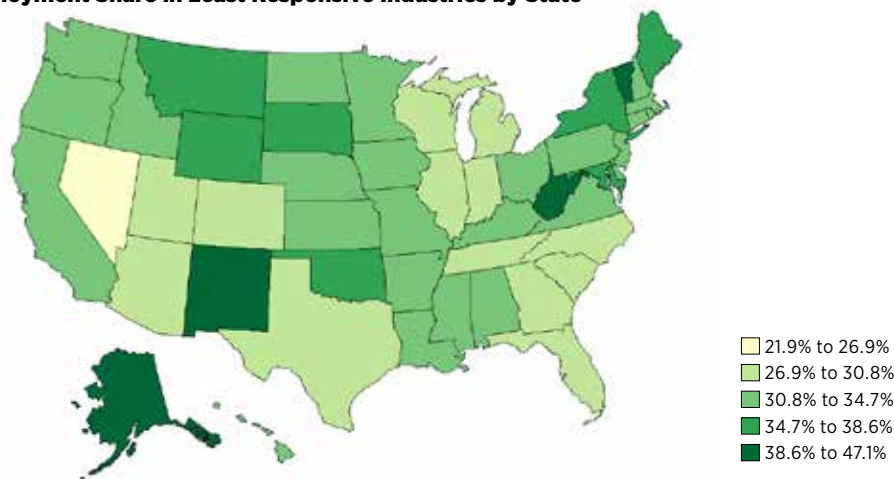 loyment Share in Least Responsive Industries by State
21.9% to 26.9%
26.9% to 30.8%
30.8% to 34.7%
34.7% to 38.6%
38.6% to 47.1%